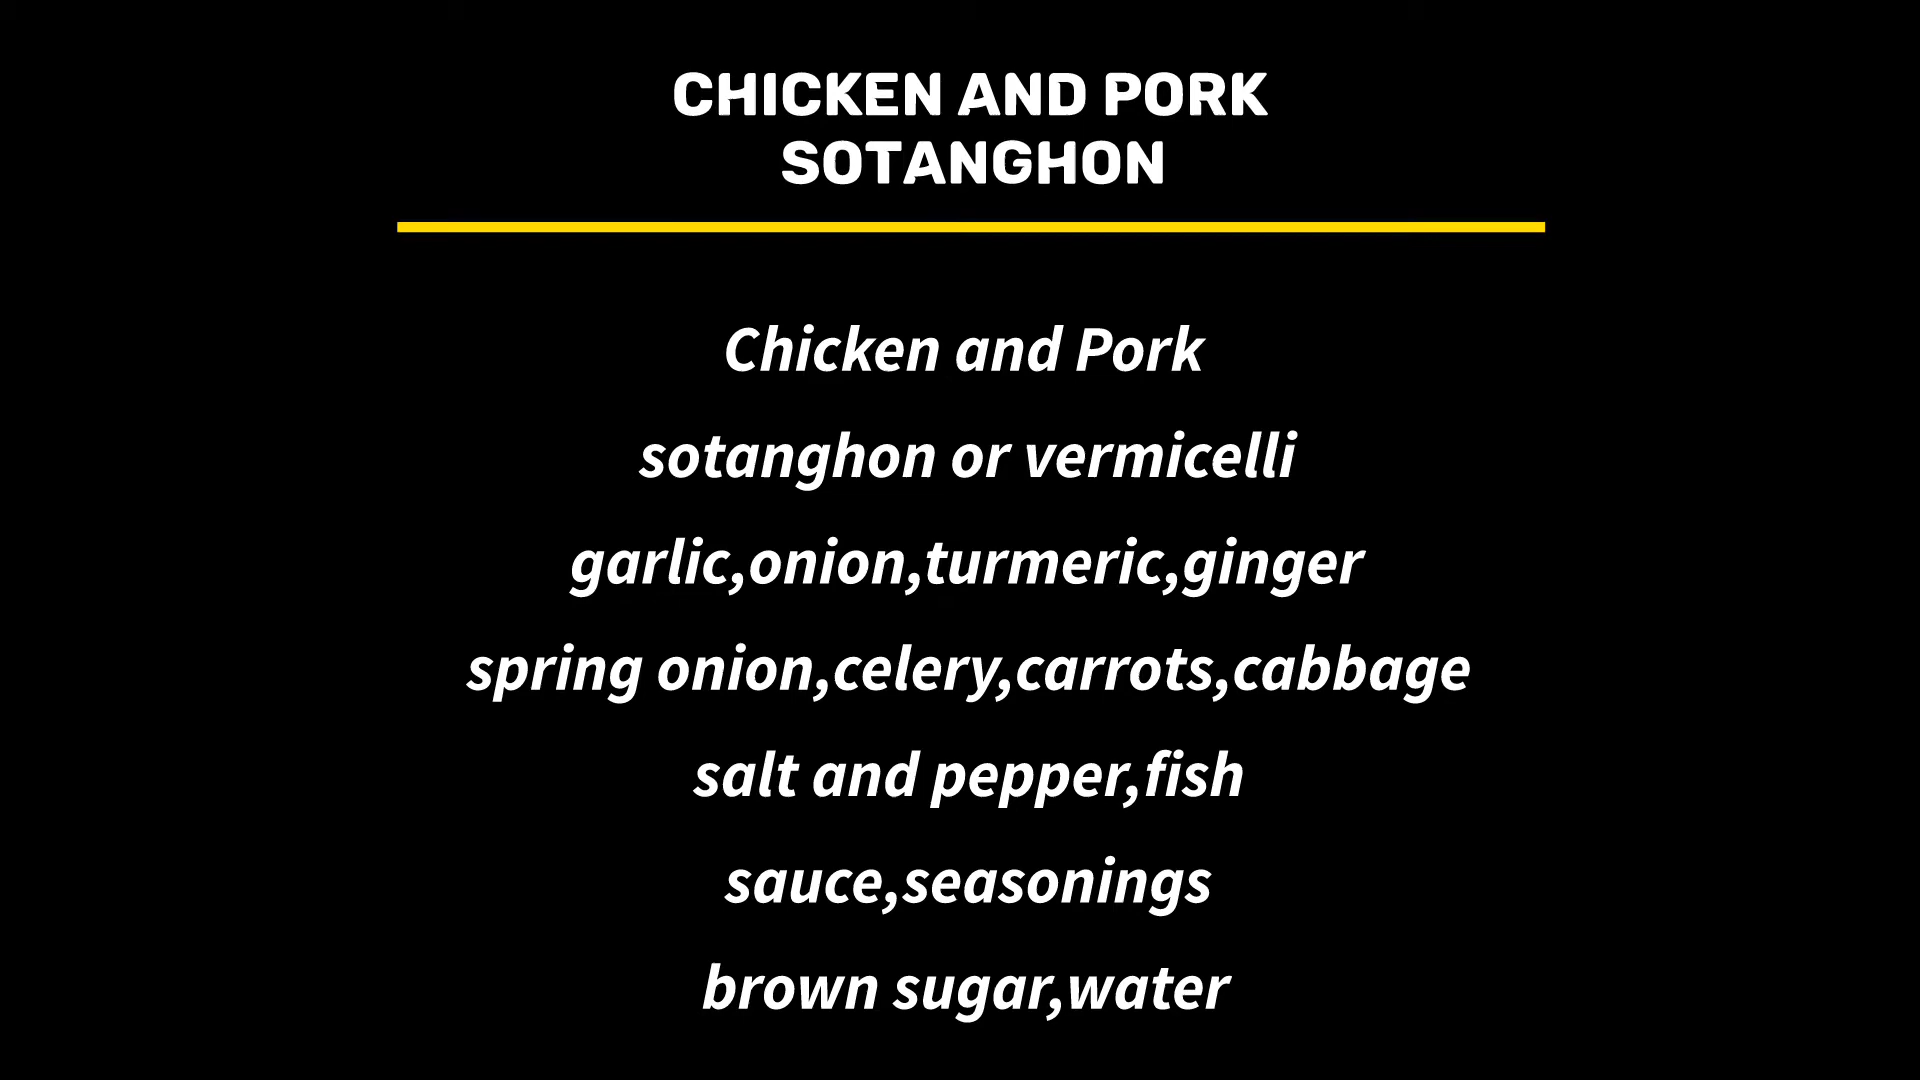 CHICKEN AND PORK
SOTANGHON
Chicken and Pork
sotanghon or vermicelli
garlic,onion,turmeric,ginger
spring onion,celery,carrots,cabbage
salt and pepper,fish
sauce,seasonings
brown sugar,water